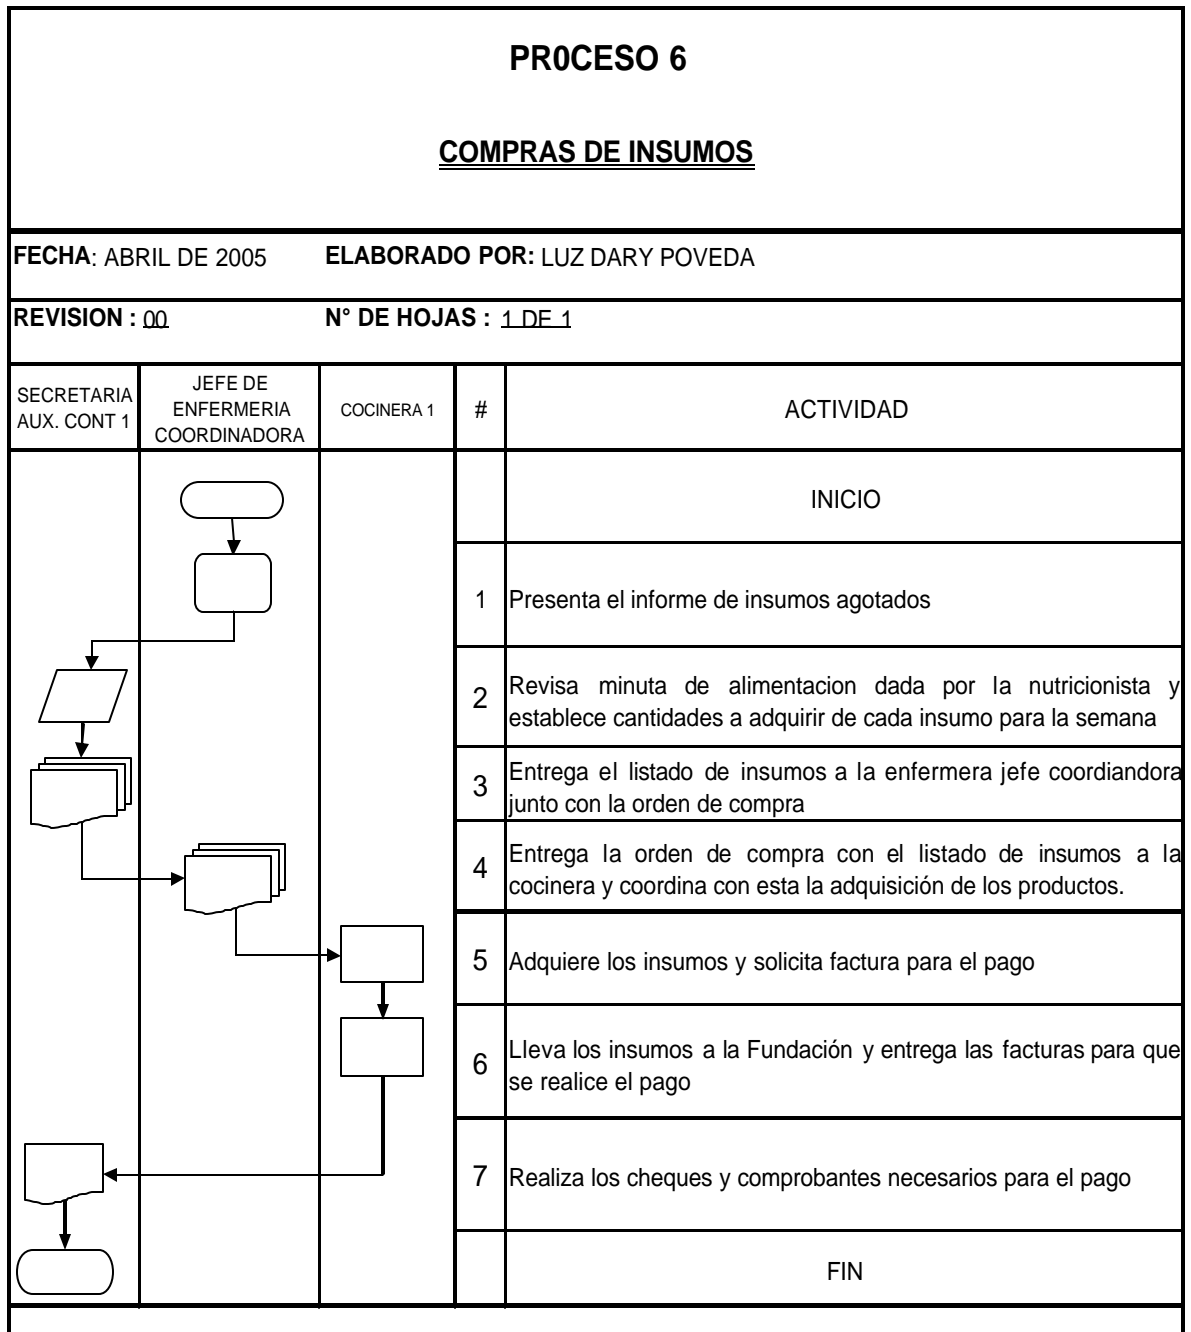 PR0CESO 6
COMPRAS DE INSUMOS
FECHA: ABRIL DE 2005 ELABORADO POR: LUZ DARY POVEDA
REVISION : 00 N° DE HOJAS : 1 DE 1
SECRETARIA
AUX. CONT 1
JEFE DE
ENFERMERIA
COORDINADORA
COCINERA 1
#
ACTIVIDAD
INICIO
1 Presenta el informe de insumos agotados
2 Revisa minuta de alimentacion dada por la nutricionista y
establece cantidades a adquirir de cada insumo para la semana
3 Entrega el listado de insumos a la enfermera jefe coordiandora
junto con la orden de compra
4 Entrega la orden de compra con el listado de insumos a la
cocinera y coordina con esta la adquisición de los productos.
5 Adquiere los insumos y solicita factura para el pago
6 Lleva los insumos a la Fundación y entrega las facturas para que
se realice el pago
7 Realiza los cheques y comprobantes necesarios para el pago
FIN